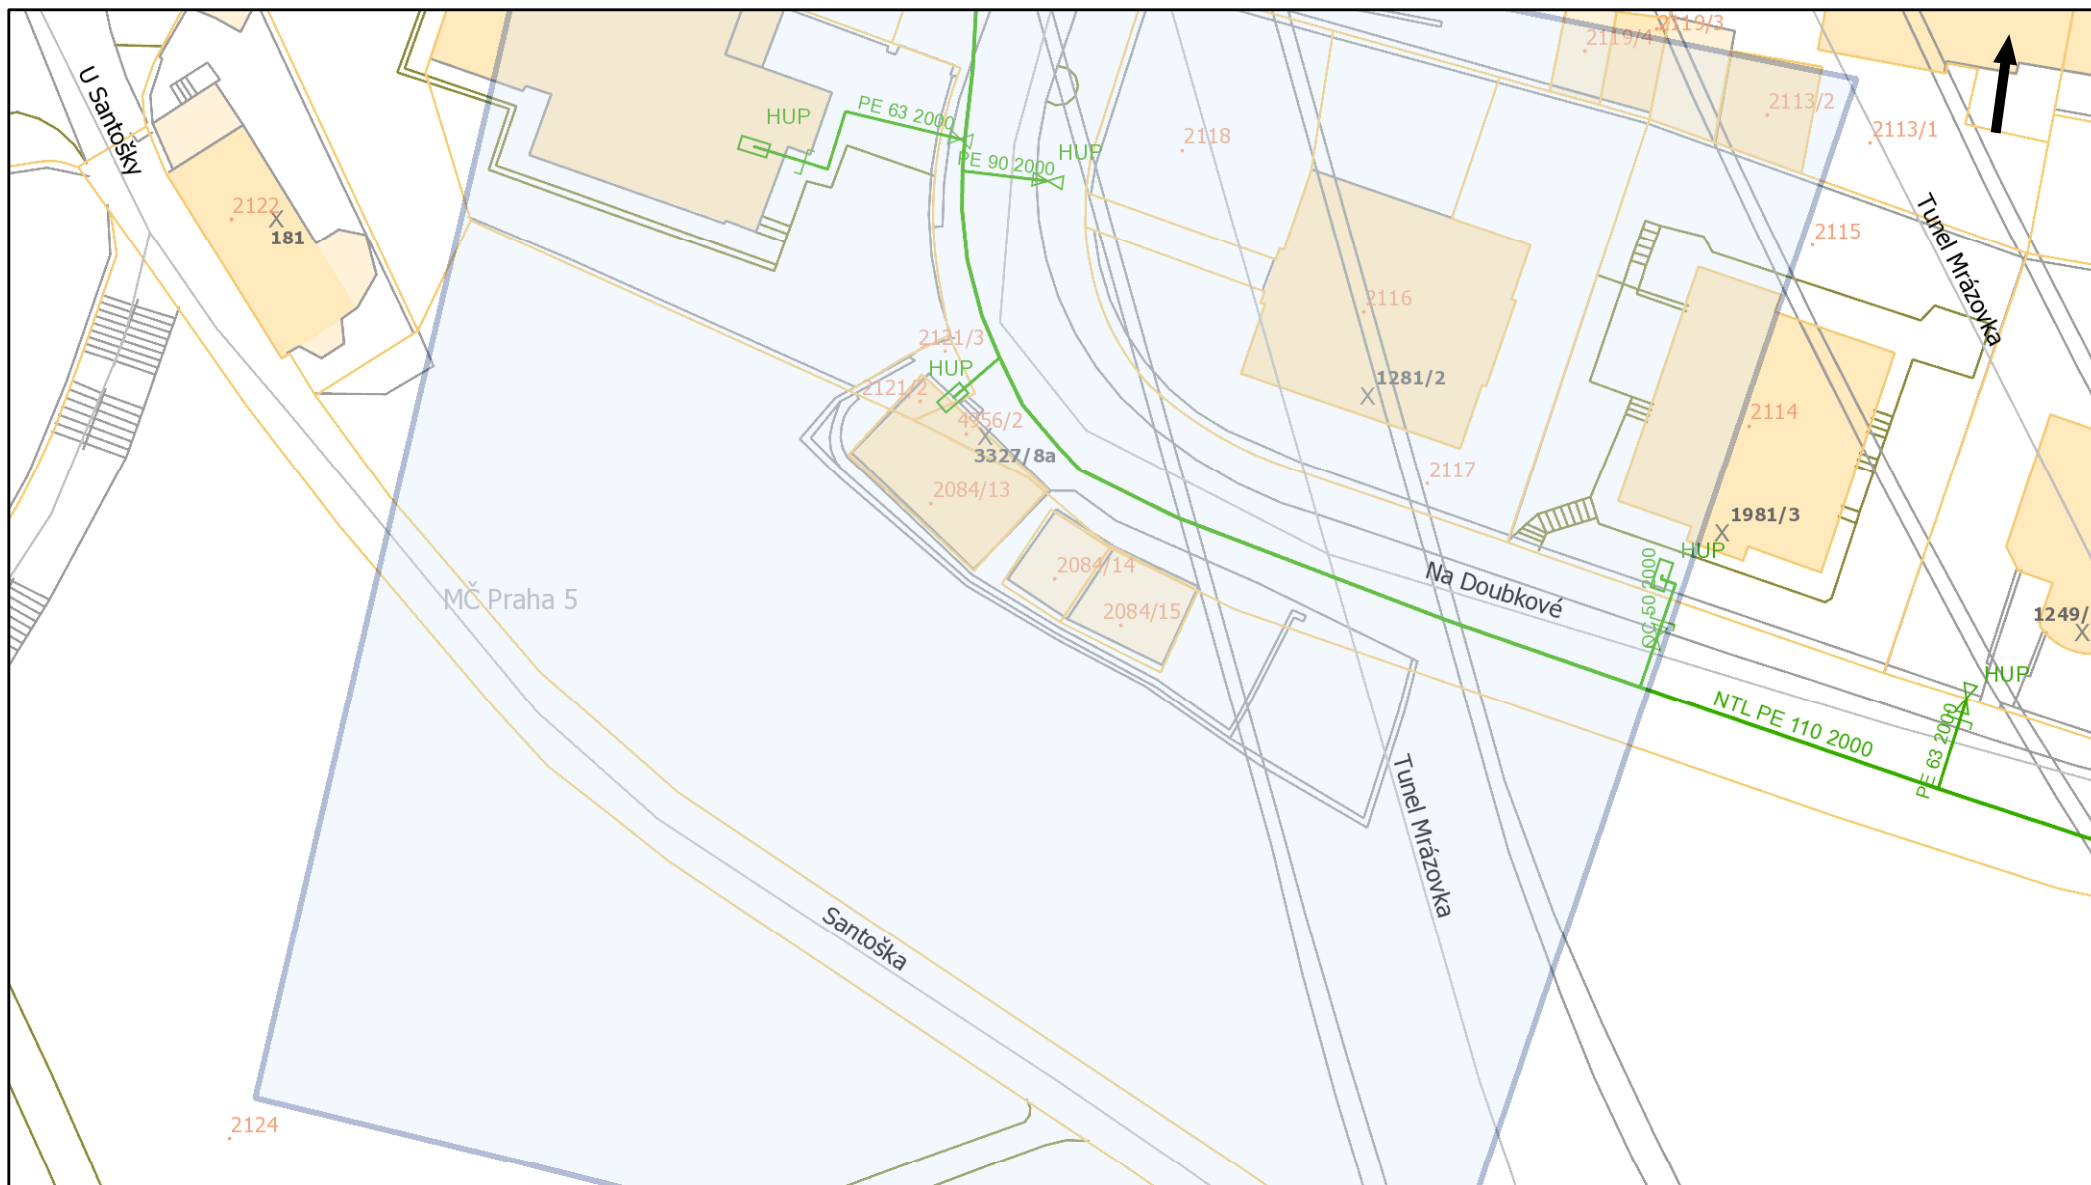 2119/3
2119/4
U Santošky
2113/2
PE 63 2000
HUP
2113/1
2118
HUP
PE 90 2000
2122
181
2115
Tunel Mrázovka
2116
2121/3
HUP
1281/2
2121/2
4956/2
2114
3327/8a
2117
2084/13
1981/3
HUP
2084/14
Na Doubkové
OC 50 2000
MČ Praha 5
2084/15
1249/
HUP
NTL PE 110 2000
PE 63 2000
Tunel Mrázovka
Santoška
2124